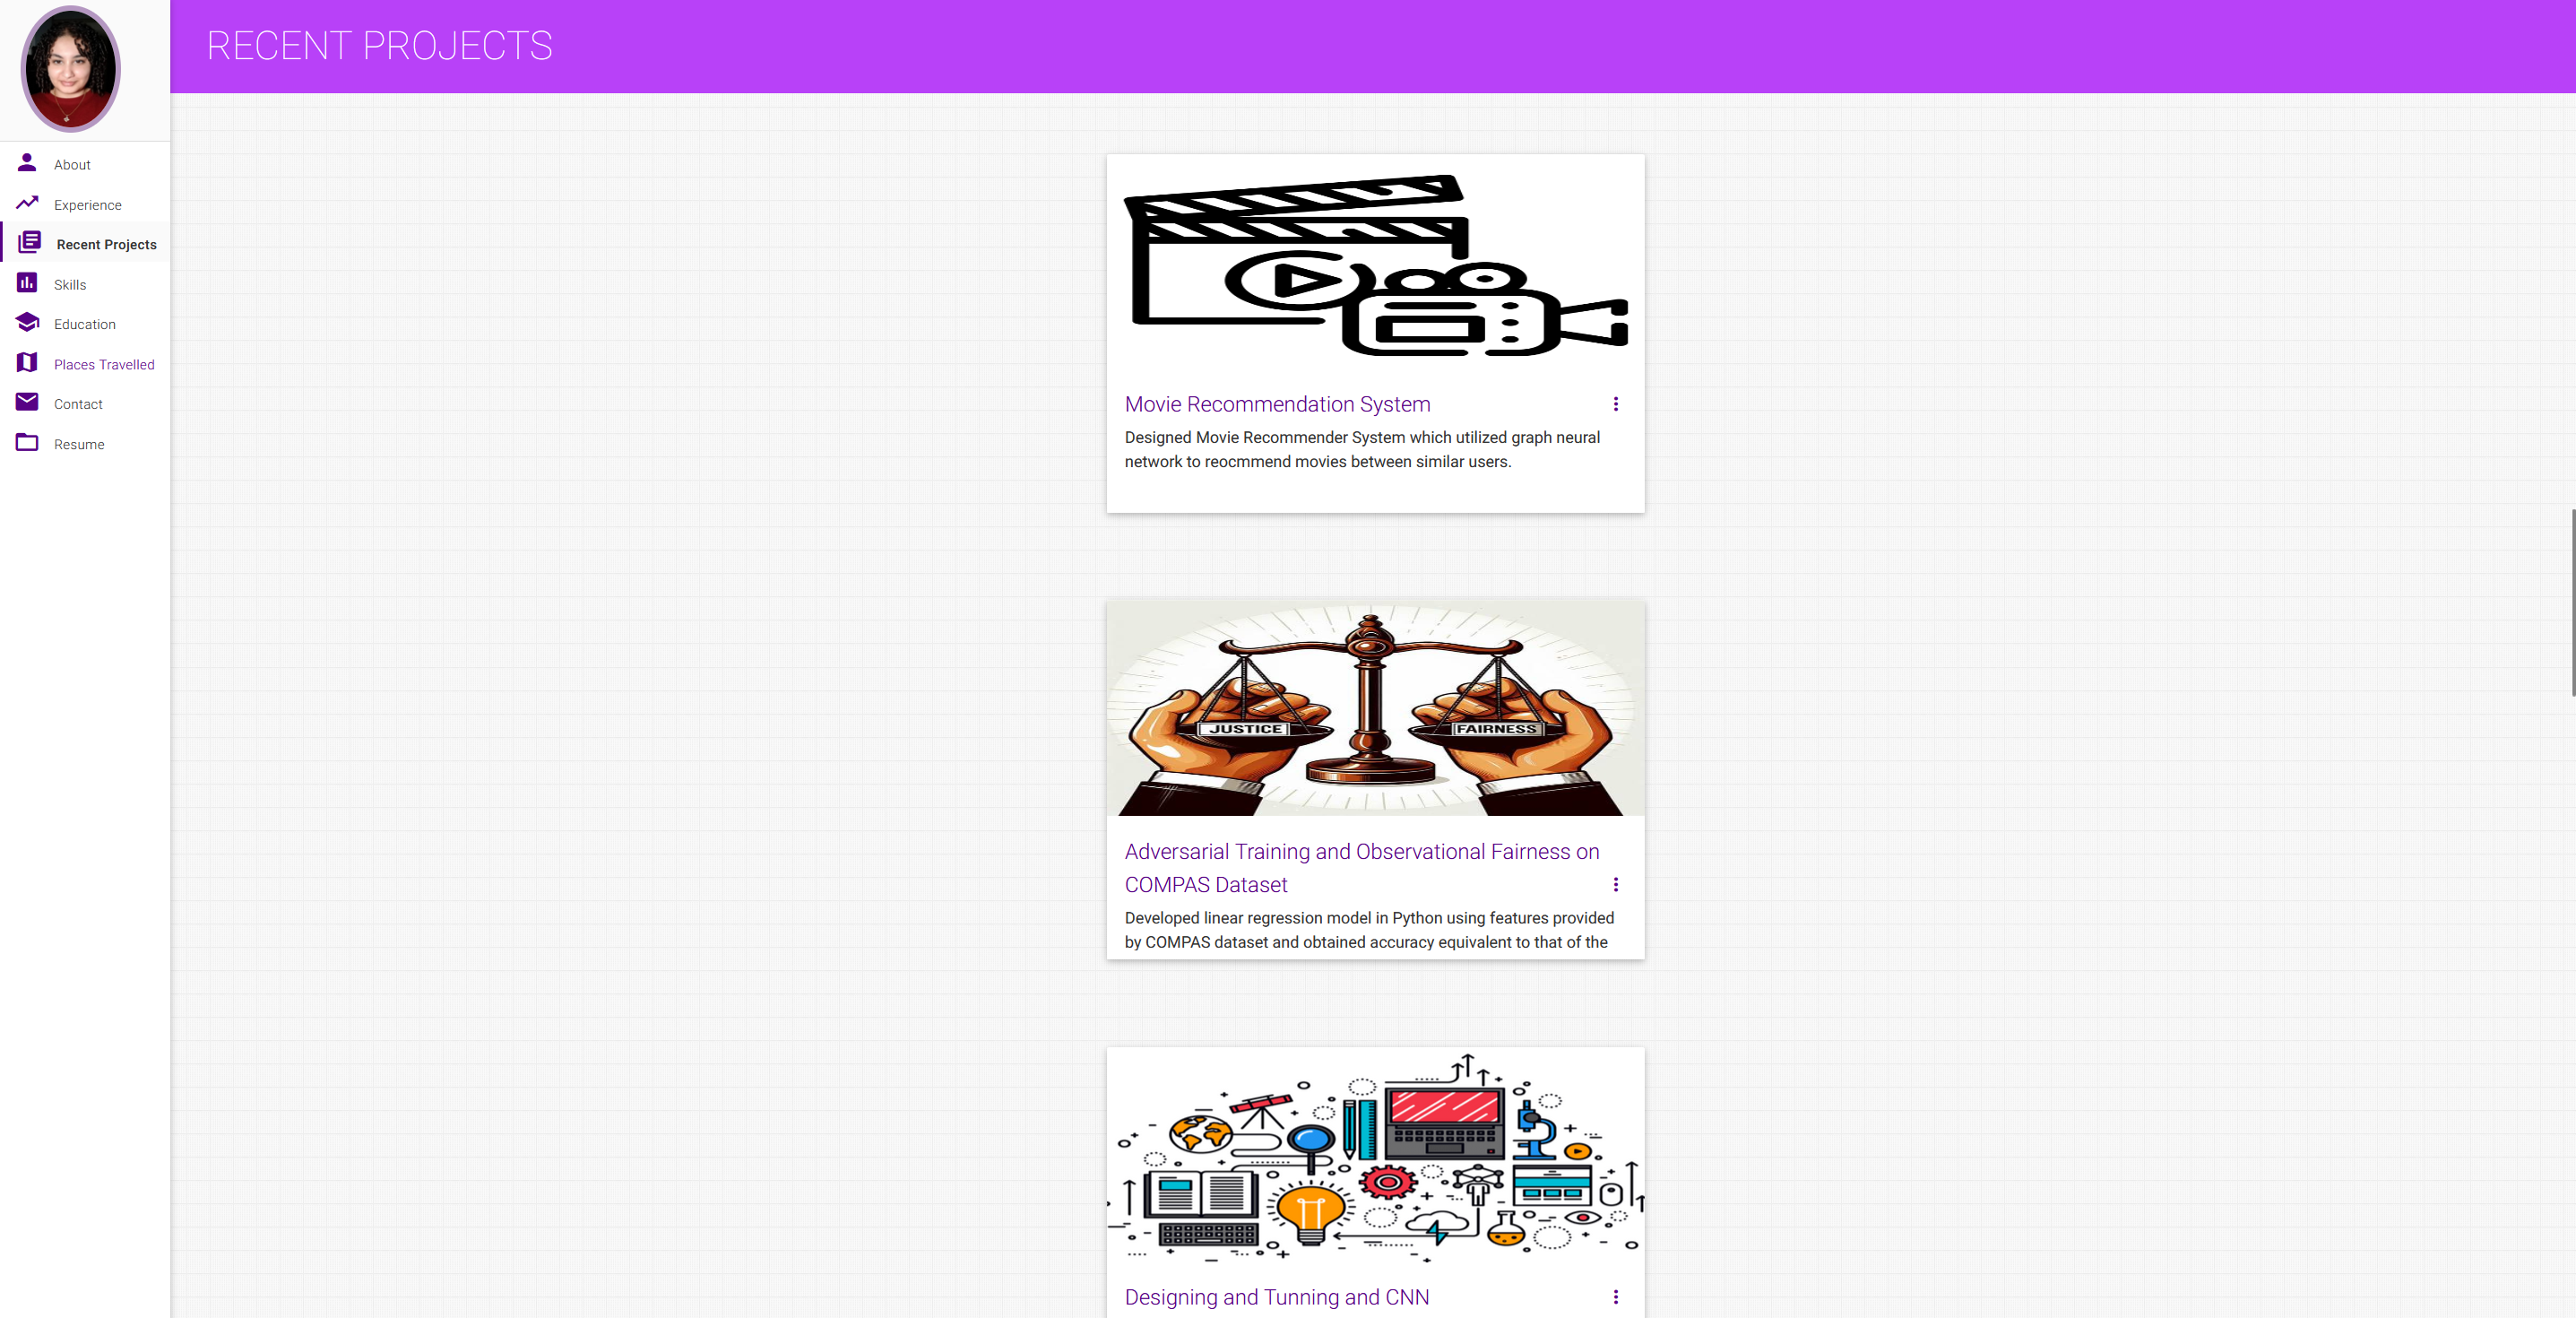 RECENT PROJECTS
About
Experience
Recent Projects
Skills
Education
Places Travelled
Contact
Resume
Movie Recommendation System
Designed Movie Recommender System which utilized graph neural
network to reocmmend movies between similar users.
JUSTICE
FAIRNESS
Adversarial Training and Observational Fairness on
COMPAS Dataset
Developed linear regression model in Python using features provided
by COMPAS dataset and obtained accuracy equivalent to that of the
Designing and Tunning and CNN